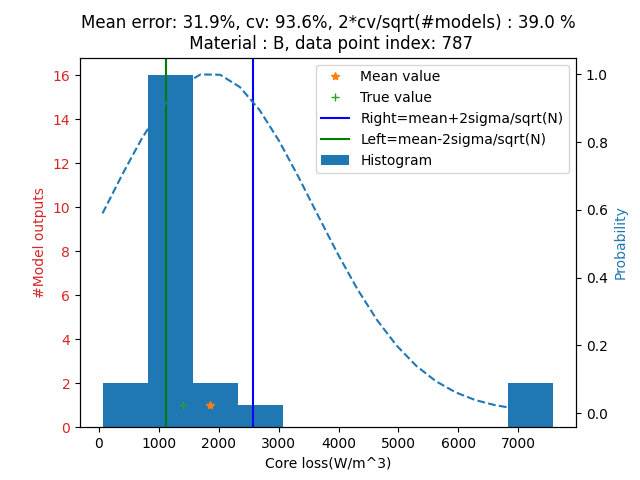 Mean error: 31.9%, cv: 93.6%, 2*cv/sqrt(#models) : 39.0 %
Material : B, data point index: 787
Mean value
True value
Right=mean+2sigma/sqrt(N)
Left=mean-2sigma/sqrt(N)
Histogram
#Model outputs
16
14
12
10
8
6
4
2
0
1.0
0.8
0.6
0.4
0.2
0.0
Probability
0 1000 2000 3000 4000 5000 6000 7000
Core loss(W/m^3)